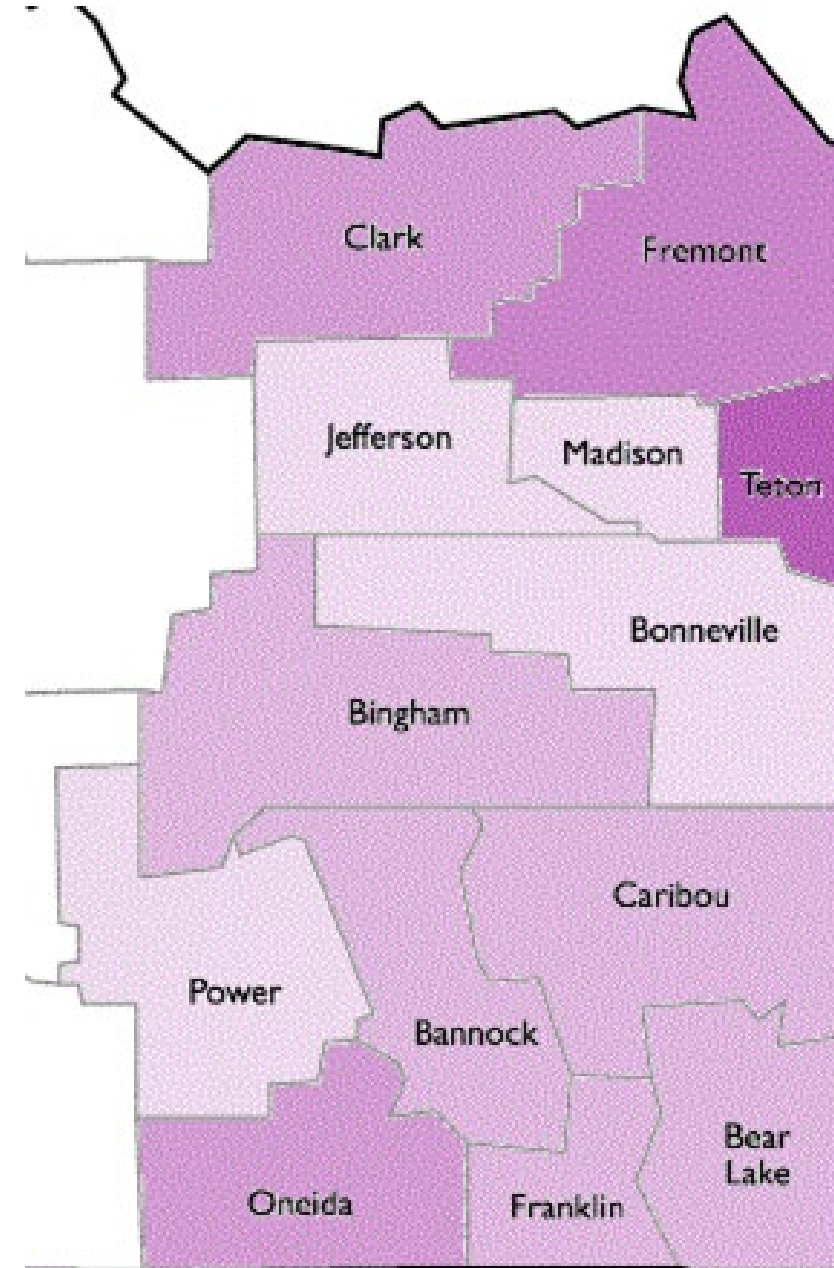 Clark
Fremont
Jefferson
Madison
Teton
Bonneville
Bingham
Caribou
Power
Bannock
Bear
Lake
Oneida
Franklin